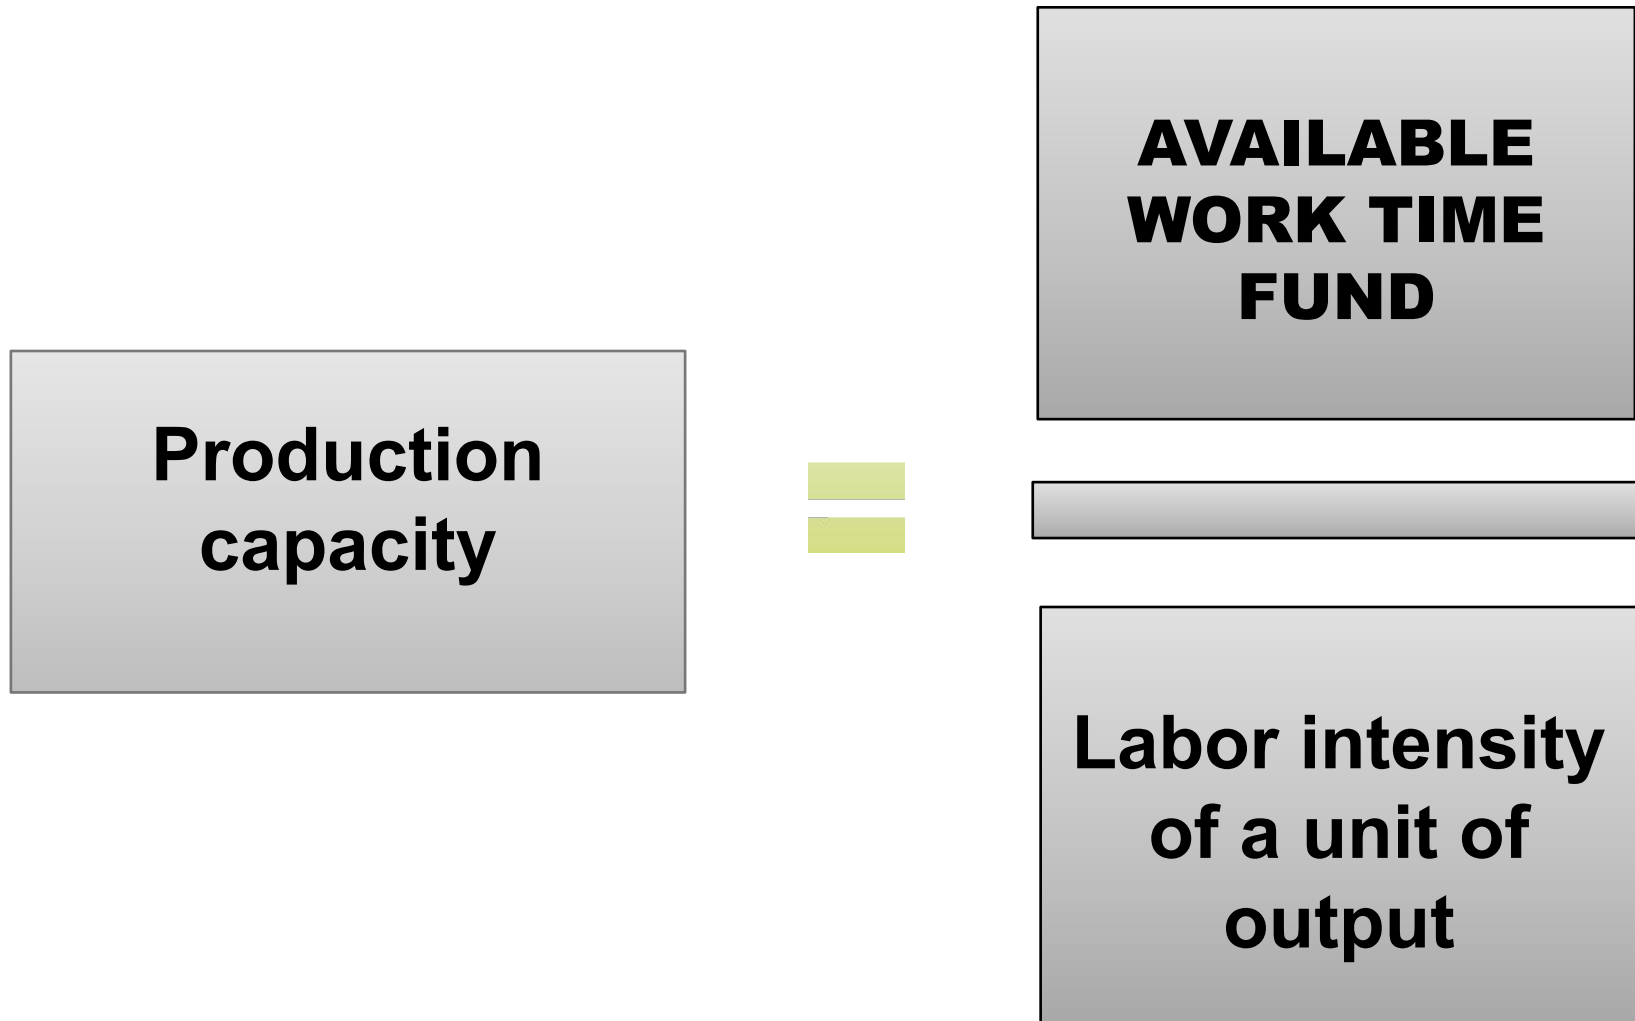 Production
capacity
AVAILABLE
WORK TIME
FUND
Labor intensity
of a unit of
output